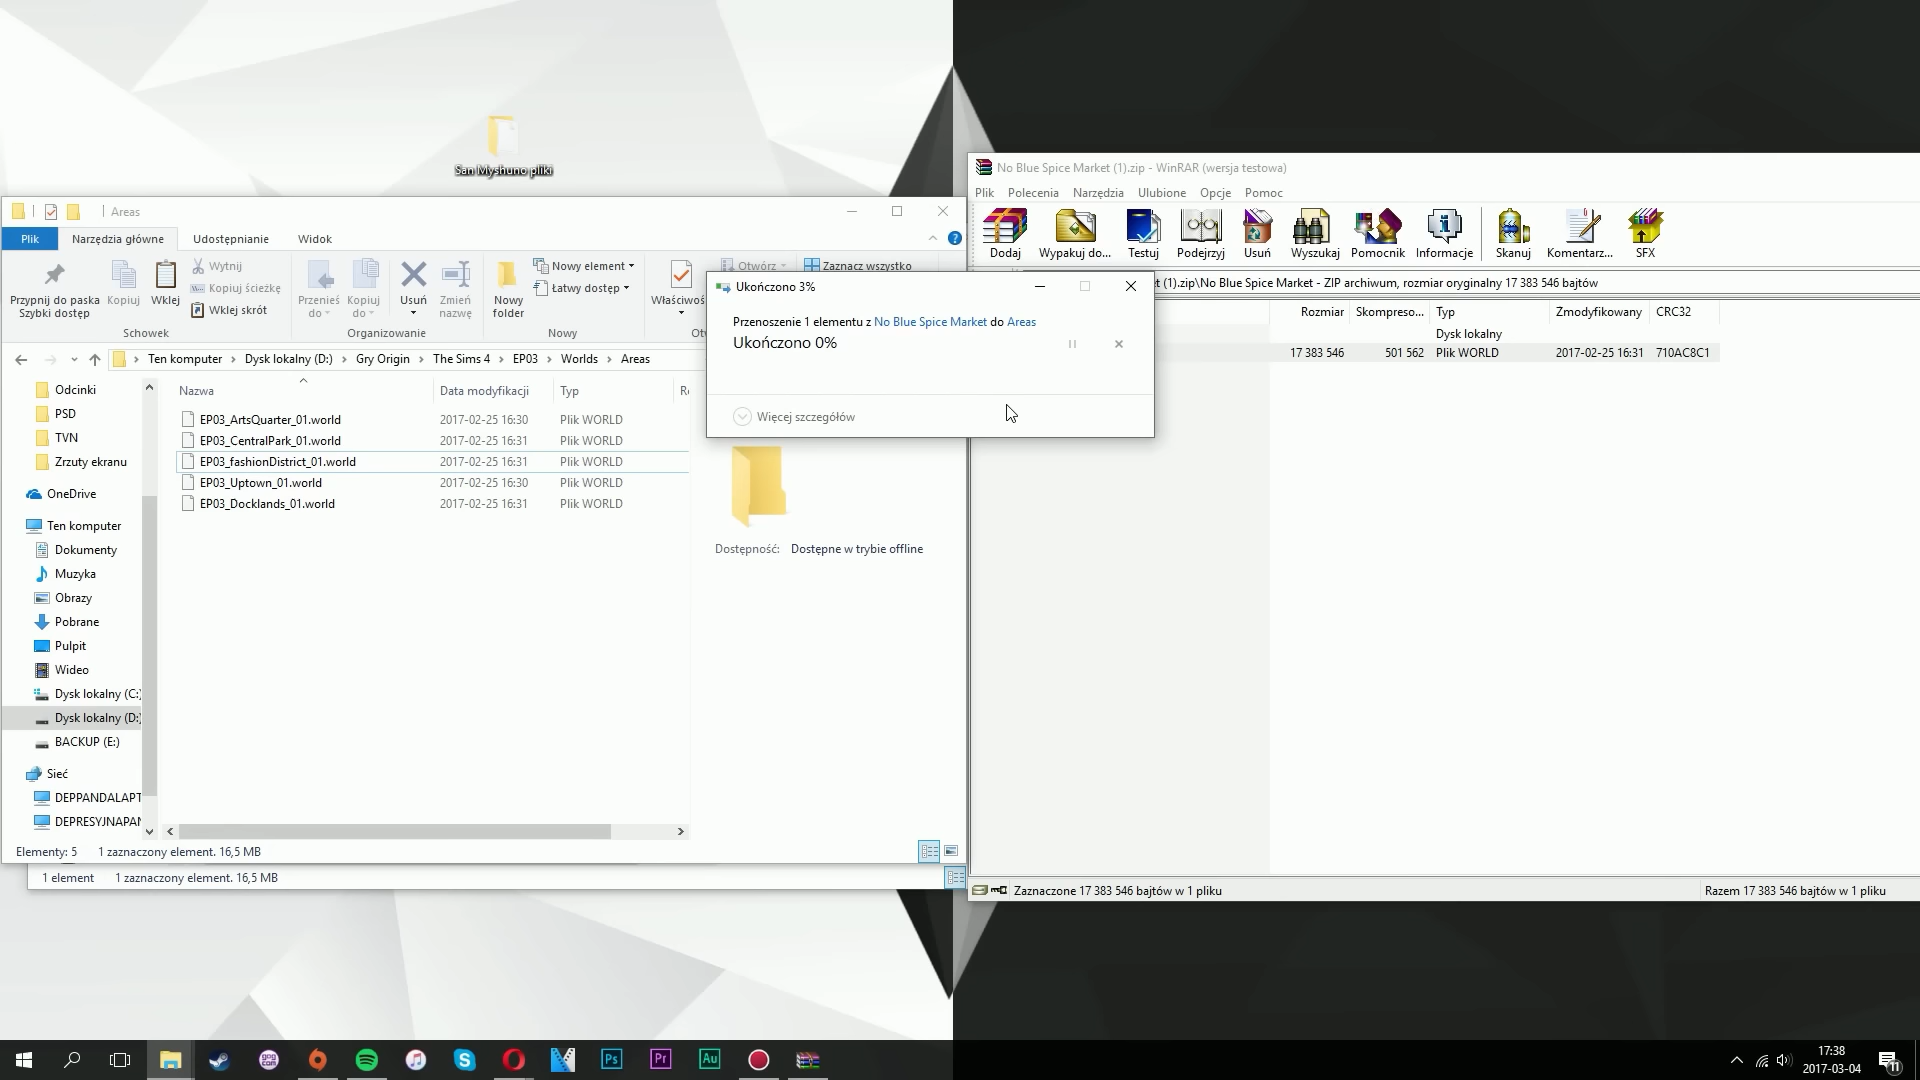 San Myshuno pliki
Areas
Plik
Narzędzia główne
Udostępnianie
Widok
Przypnij do paska
Szybki dostęp
Kopiuj
Wklej
Wytnij
Kopiuj ścieżkę
Wklej skrót
Przenieś
do
Kopiuj
do
Usuń
Zmień
nazwę
Nowy
folder
Nowy element
Łatwy dostęp
Właściwoś
Otwórz
Zaznacz wszystko
Schowek
Organizowanie
Nowy
Ten komputer
Dysk lokalny (D:)
Gry Origin
The Sims 4
EP03
Worlds
Areas
Odcinki
PSD
TVN
Zrzuty ekranu
OneDrive
Ten komputer
Dokumenty
Muzyka
Obrazy
Pobrane
Pulpit
Wideo
Dysk lokalny (C:)
Dysk lokalny (D:)
BACKUP (E:)
Sieć
DEPPANDALAPT
DEPRESYJNAPAN
Nazwa Data modyfikacji Typ
EP03_ArtsQuarter_01.world 2017-02-25 16:30 Plik WORLD
EP03_CentralPark_01.world 2017-02-25 16:31 Plik WORLD
EP03_fashionDistrict_01.world 2017-02-25 16:31 Plik WORLD
EP03_Uptown_01.world 2017-02-25 16:30 Plik WORLD
EP03_Docklands_01.world 2017-02-25 16:31 Plik WORLD
Dostępność: Dostępne w trybie offline
Elementy: 5 1 zaznaczony element. 16,5 MB
1 element 1 zaznaczony element. 16,5 MB
Ukończono 3%
Przenoszenie 1 elementu z No Blue Spice Market do Areas
Ukończono 0%
Więcej szczegółów
No Blue Spice Market (1).zip - WinRAR (wersja testowa)
Plik Polecenia Narzędzia Ulubione Opcje Pomoc
Dodaj Wypakuj do... Testuj Podejrzyj Usuń Wyszukaj Pomocnik Informacje Skanuj Komentarz... SFX
t (1).zip\No Blue Spice Market - ZIP archiwum, rozmiar oryginalny 17 383 546 bajtów
Rozmiar Skompreso... Typ Zmodyfikowany CRC32
Dysk lokalny
17 383 546 501 562 Plik WORLD 2017-02-25 16:31 710AC8C1
Zaznaczone 17 383 546 bajtów w 1 pliku
Razem 17 383 546 bajtów w 1 pliku
GOG
COM
Ps
Pr
Au
17:38
2017-03-04
11